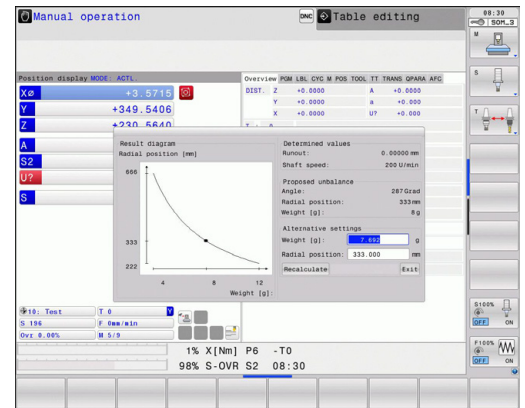 Manual operation
DNC Table editing
08:30
SOM_3
Position display MODE: ACTL.
Overview PGM LBL CYC M POS TOOL TT TRANS QPARA AFC
X +3.5715
Y +349.5406
Z +230.5640
A
S2
U?
S
DIST. Z +0.0000 A +0.0000
Y +0.0000 a +0.000
X +0.0000 U? +0.000
Result diagram
Radial position [mm]
666
333
222
4 8 12
Weight [g]:
Determined values
Runout: 0.00000 mm
Shaft speed: 200 U/min
Proposed unbalance
Angle: 287 Grad
Radial position: 333 mm
Weight [g]: 8 g
Alternative settings
Weight [g]: 7.692 g
Radial position: 333.000 mm
Recalculate Exit
M
S
T
10: Test T 0 Y
S 196 F 0mm/min
Ovr 0.00% M 5/9
1% X[Nm] P6 -T0
98% S-OVR S2 08:30
S100%
OFF ON
F100%
OFF ON